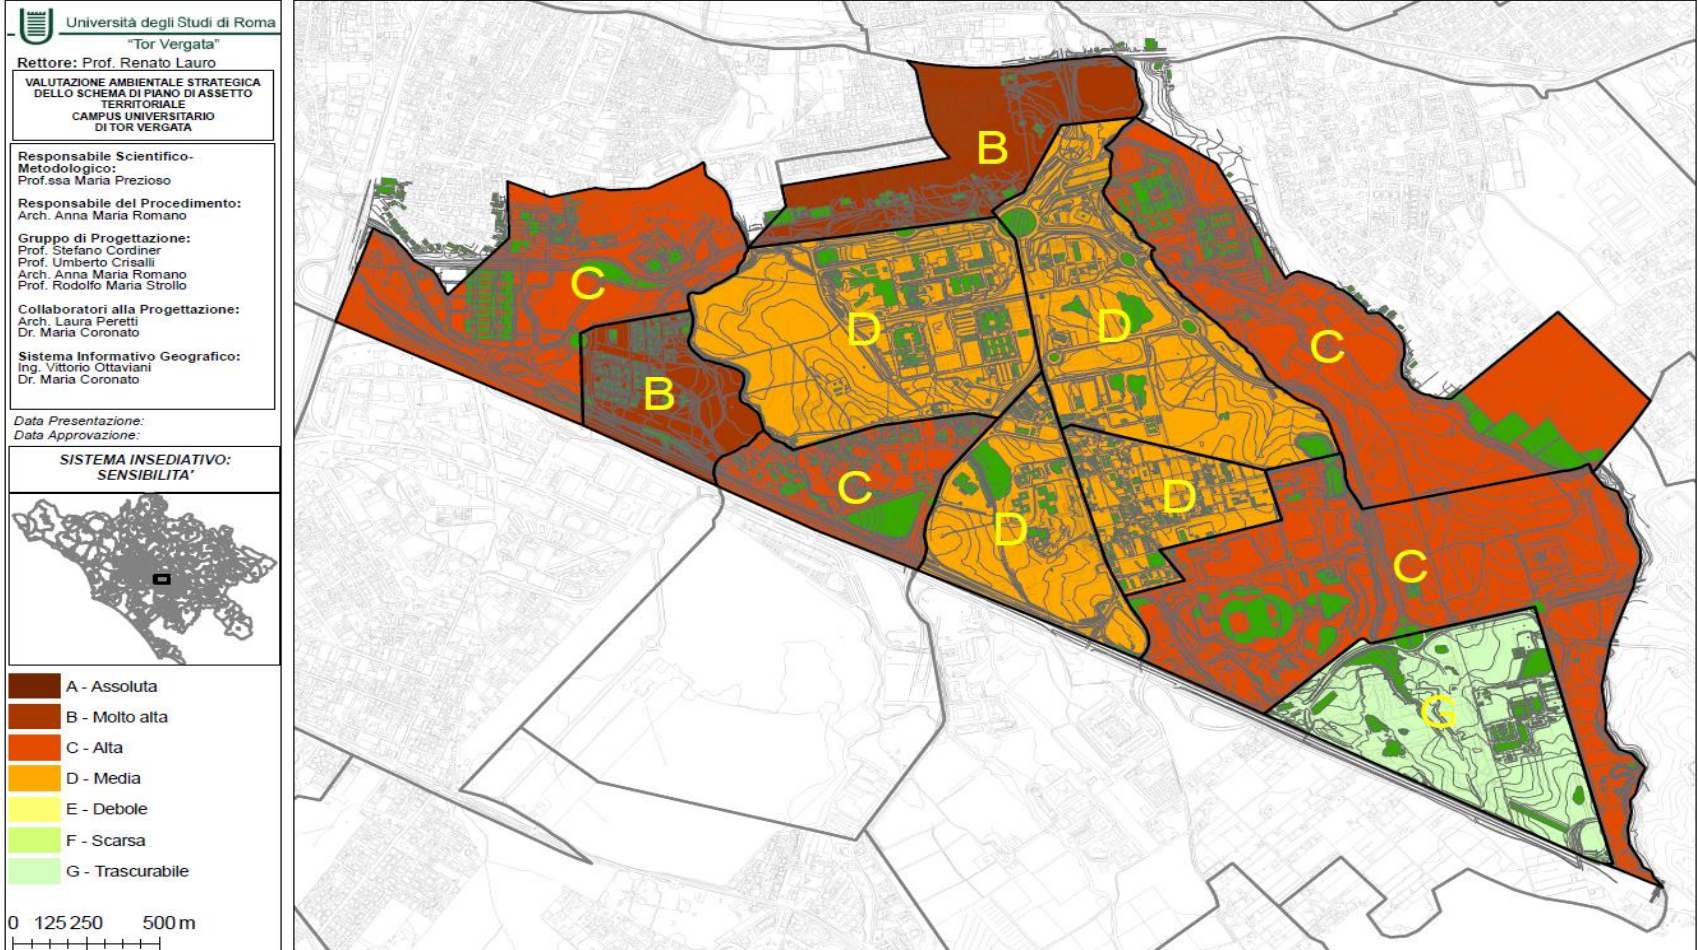 Università degli Studi di Roma
“Tor Vergata”
Rettore: Prof. Renato Lauro
VALUTAZIONE AMBIENTALE STRATEGICA
DELLO SCHEMA DI PIANO DI ASSETTO
TERRITORIALE
CAMPUS UNIVERSITARIO
DI TOR VERGATA
Responsabile Scientifico-
Metodologico:
Prof.ssa Maria Prezioso
Responsabile del Procedimento:
Arch. Anna Maria Romano
Gruppo di Progettazione:
Prof. Stefano Cordiner
Prof. Umberto Crisalli
Arch. Anna Maria Romano
Prof. Rodolfo Maria Strollo
Collaboratori alla Progettazione:
Arch. Laura Peretti
Dr. Maria Coronato
Sistema Informativo Geografico:
Ing. Vittorio Ottaviani
Dr. Maria Coronato
Data Presentazione:
Data Approvazione:
SISTEMA INSEDIATIVO:
SENSIBILITA'
A - Assoluta
B - Molto alta
C - Alta
D - Media
E - Debole
F - Scarsa
G - Trascurabile
0 125 250 500 m
B
C
D
D
C
B
C
D
D
C
G